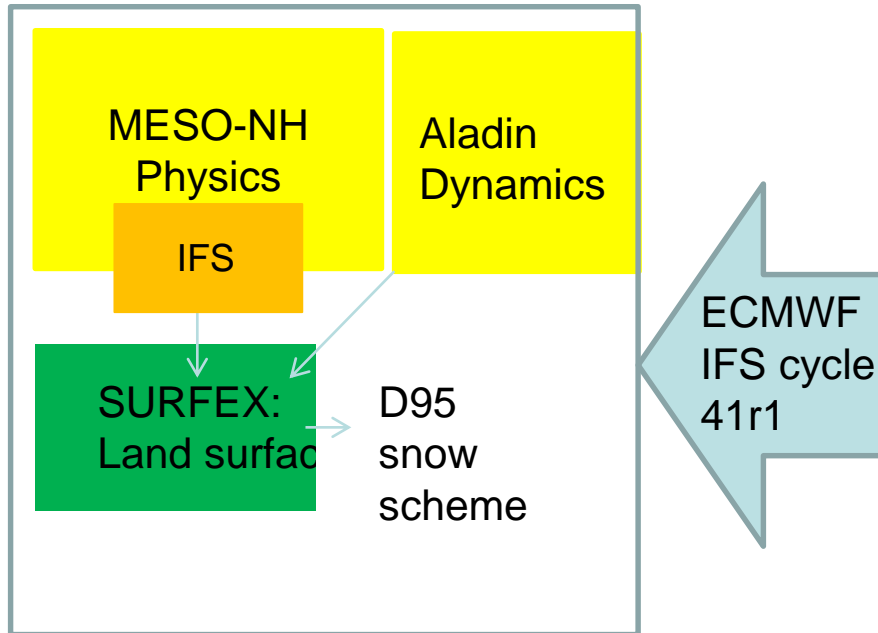 MESO-NH
Physics
Aladin
Dynamics
IFS
ECMWF
IFS cycle
41r1
SURFEX:
Land surfac
D95
snow
scheme